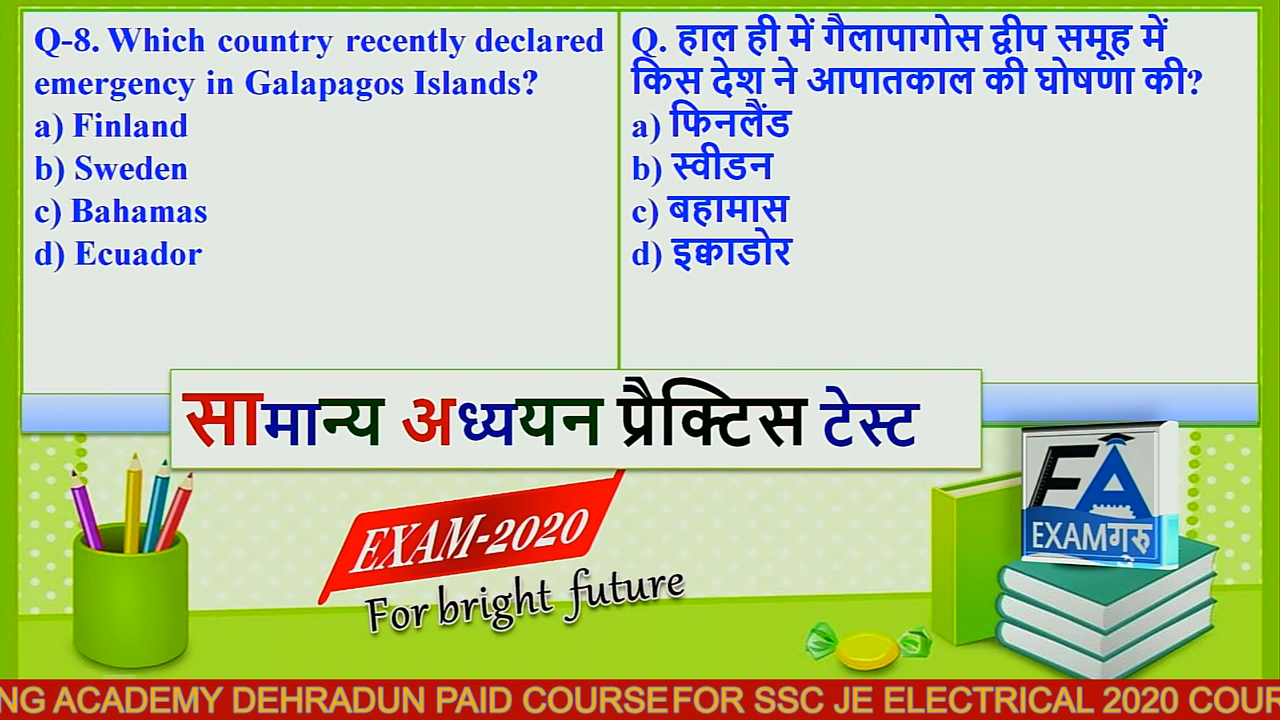 Q-8. Which country recently declared
emergency in Galapagos Islands?
a) Finland
b) Sweden
c) Bahamas
d) Ecuador
Q. हाल ही में गैलापागोस द्वीप समूह में
किस देश ने आपातकाल की घोषणा की?
a) फिनलैंड
b) स्वीडन
c) बहामास
d) इक्वाडोर
सामान्य अध्ययन प्रैक्टिस टेस्ट
EXAM-2020
For bright future
FA
EXAMगुरु
NG ACADEMY DEHRADUN PAID COURSE FOR SSC JE ELECTRICAL 2020 COUR